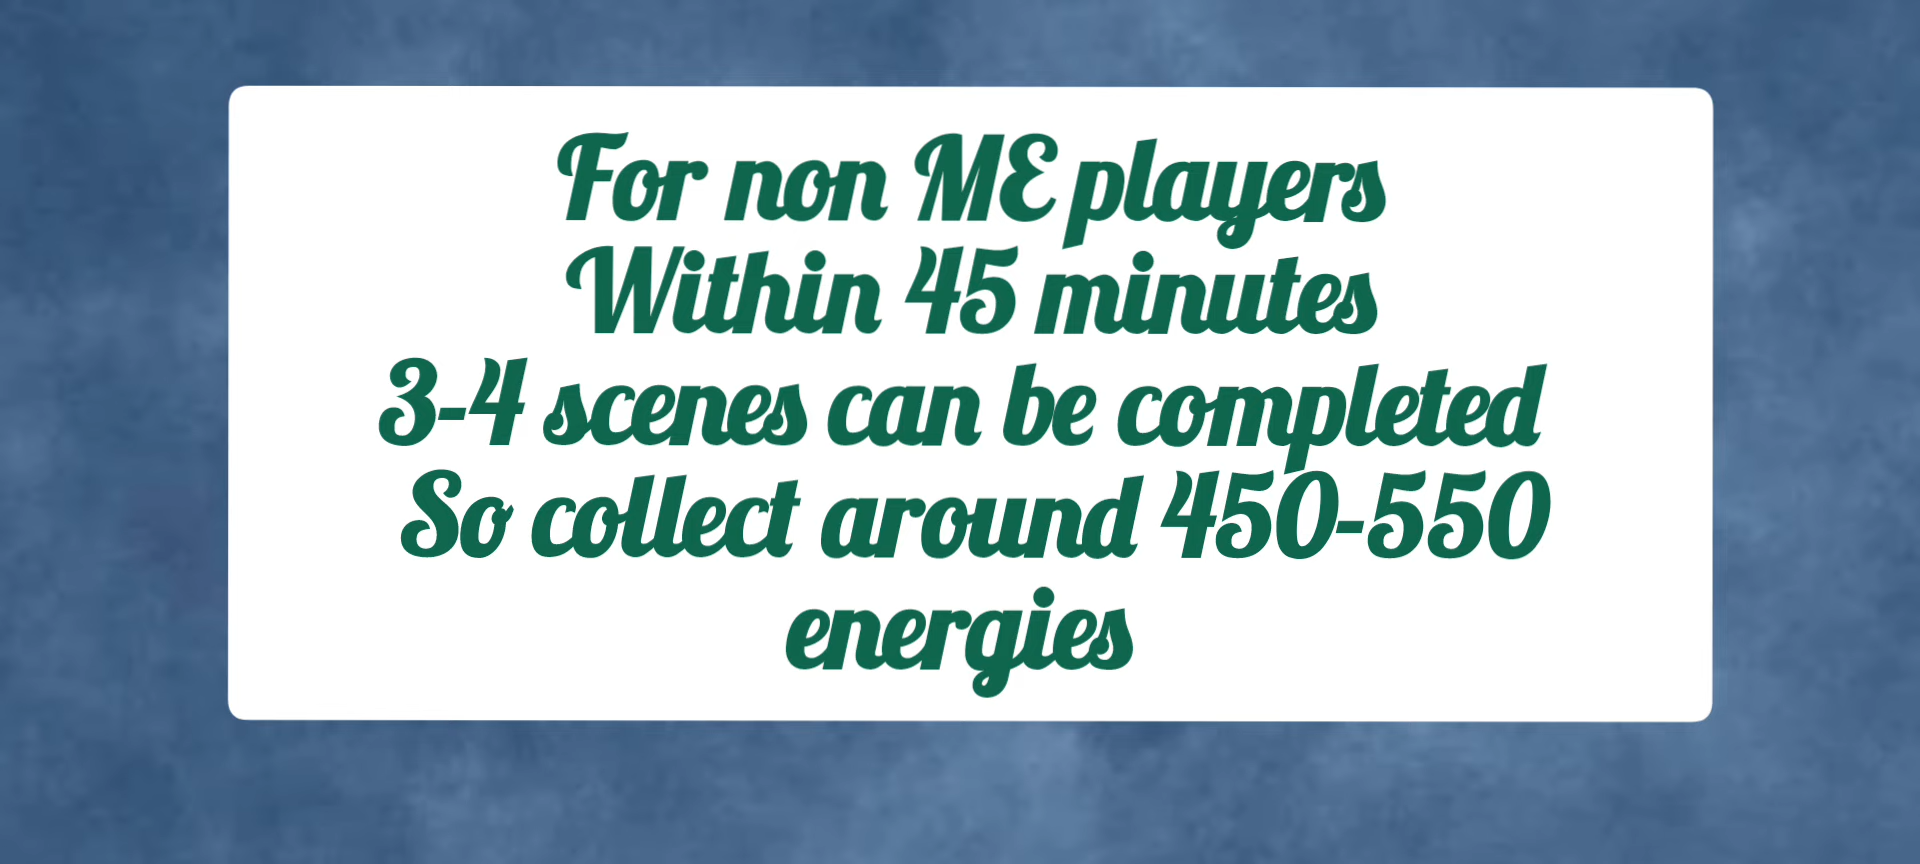 For non ME players
Within 45 minutes
3-4 scenes can be completed
So collect around 450-550
energies